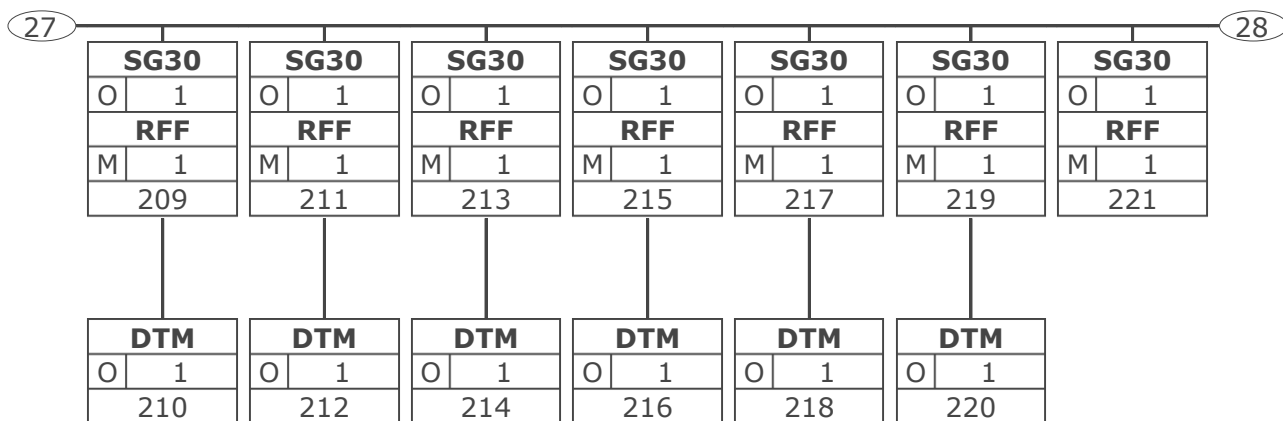 27 28
SG30 SG30 SG30 SG30 SG30 SG30 SG30
O 1 O 1 O 1 O 1 O 1 O 1 O 1
RFF RFF RFF RFF RFF RFF RFF
M 1 M 1 M 1 M 1 M 1 M 1 M 1
209 211 213 215 217 219 221
DTM DTM DTM DTM DTM DTM
O 1 O 1 O 1 O 1 O 1 O 1
210 212 214 216 218 220